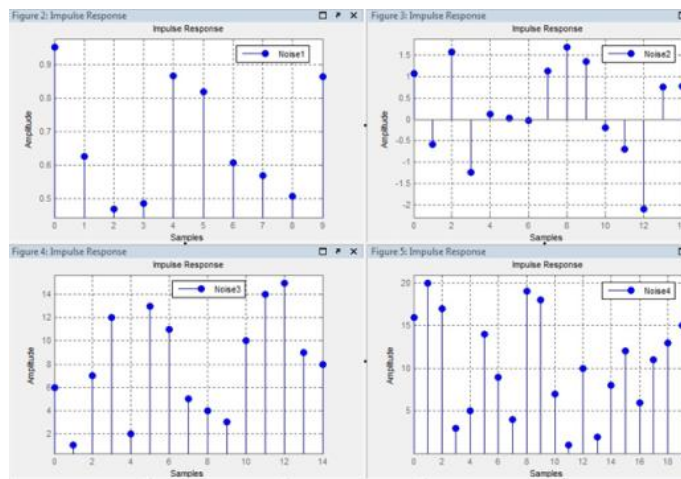 Figure 2: Impulse Response
Impulse Response
Noise1
Amplitude
0.9
0.8
0.7
0.6
0.5
0 1 2 3 4 5 6 7 8 9
Samples
Figure 3: Impulse Response
Impulse Response
Noise2
Amplitude
1.5
1
0.5
0
-0.5
-1
-1.5
-2
0 2 4 6 8 10 12
Samples
Figure 4: Impulse Response
Impulse Response
Noise3
Amplitude
14
12
10
8
6
4
2
0 2 4 6 8 10 12 14
Samples
Figure 5: Impulse Response
Impulse Response
Noise4
Amplitude
20
15
10
5
0 2 4 6 8 10 12 14 16 18
Samples